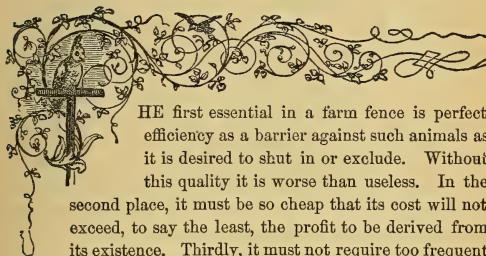 THE first essential in a farm fence is perfect
efficiency as a barrier against such animals as
it is desired to shut in or exclude. Without
this quality it is worse than useless. In the
second place, it must be so cheap that its cost will not
exceed, to say the least, the profit to be derived from
its existence. Thirdly, it must not require too frequent